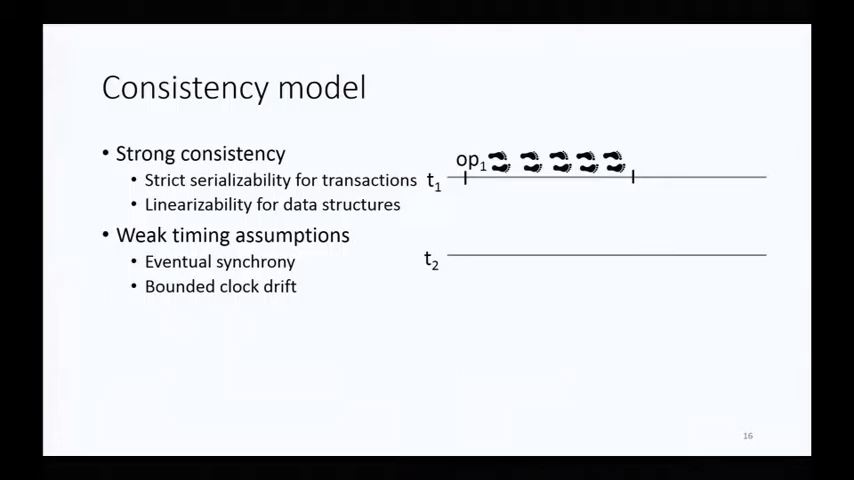 Consistency model
• Strong consistency
• Strict serializability for transactions
• Linearizability for data structures
• Weak timing assumptions
• Eventual synchrony
• Bounded clock drift
op1
t1
t2
16